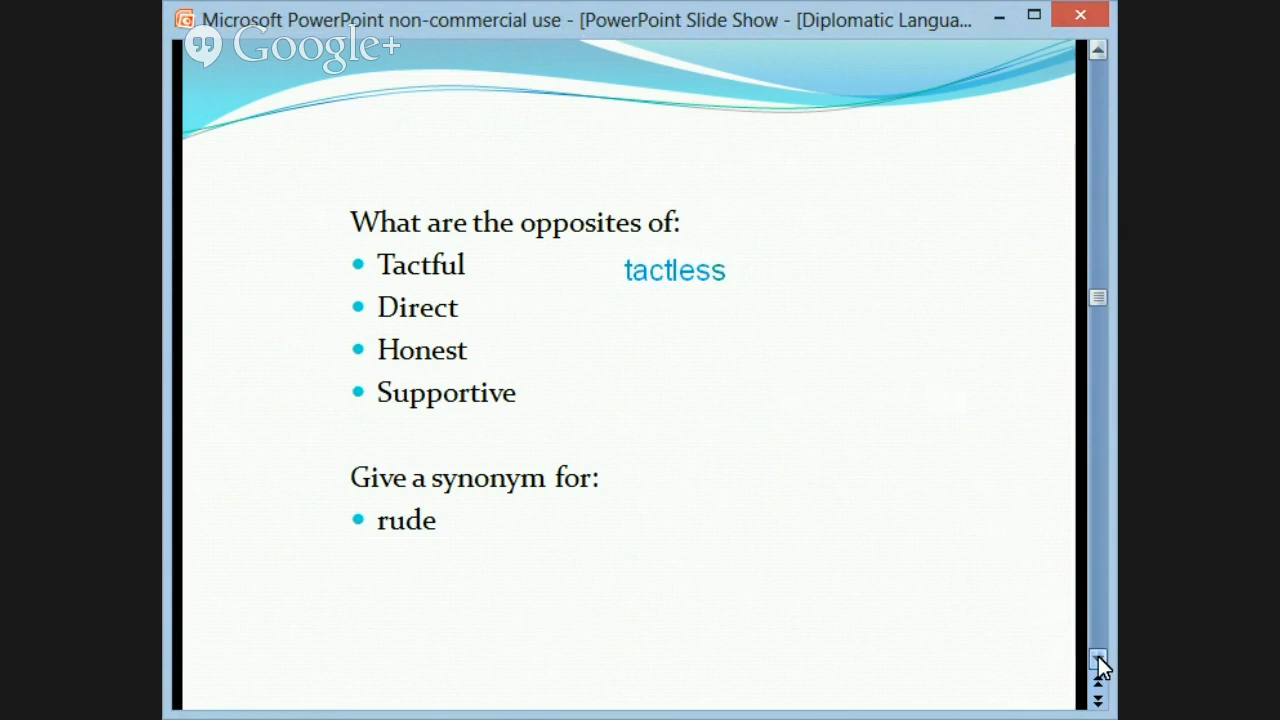 Microsoft PowerPoint non-commercial use - [PowerPoint Slide Show - [Diplomatic Langua...
Google+
What are the opposites of:
Tactful
tactless
Direct
Honest
Supportive
Give a synonym for:
rude